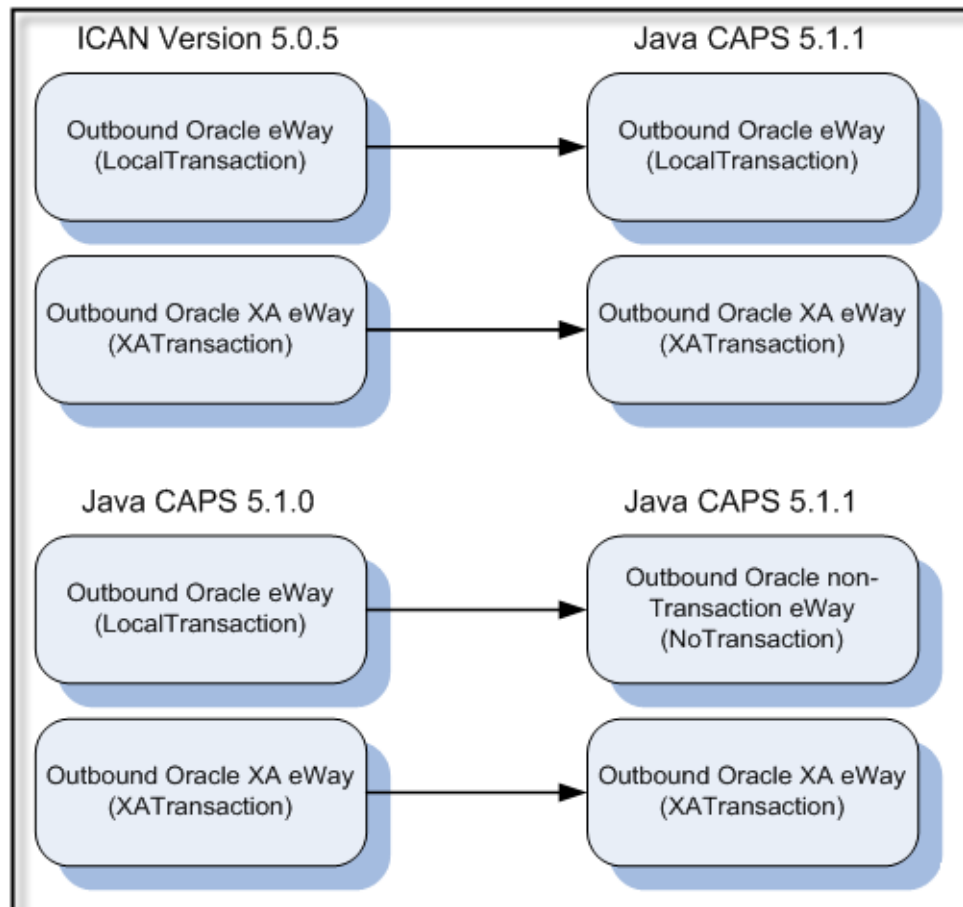 ICAN Version 5.0.5
Java CAPS 5.1.1
Outbound Oracle eWay
(LocalTransaction)
Outbound Oracle eWay
(LocalTransaction)
Outbound Oracle XA eWay
(XATransaction)
Outbound Oracle XA eWay
(XATransaction)
Java CAPS 5.1.0
Java CAPS 5.1.1
Outbound Oracle eWay
(LocalTransaction)
Outbound Oracle non-
Transaction eWay
(NoTransaction)
Outbound Oracle XA eWay
(XATransaction)
Outbound Oracle XA eWay
(XATransaction)